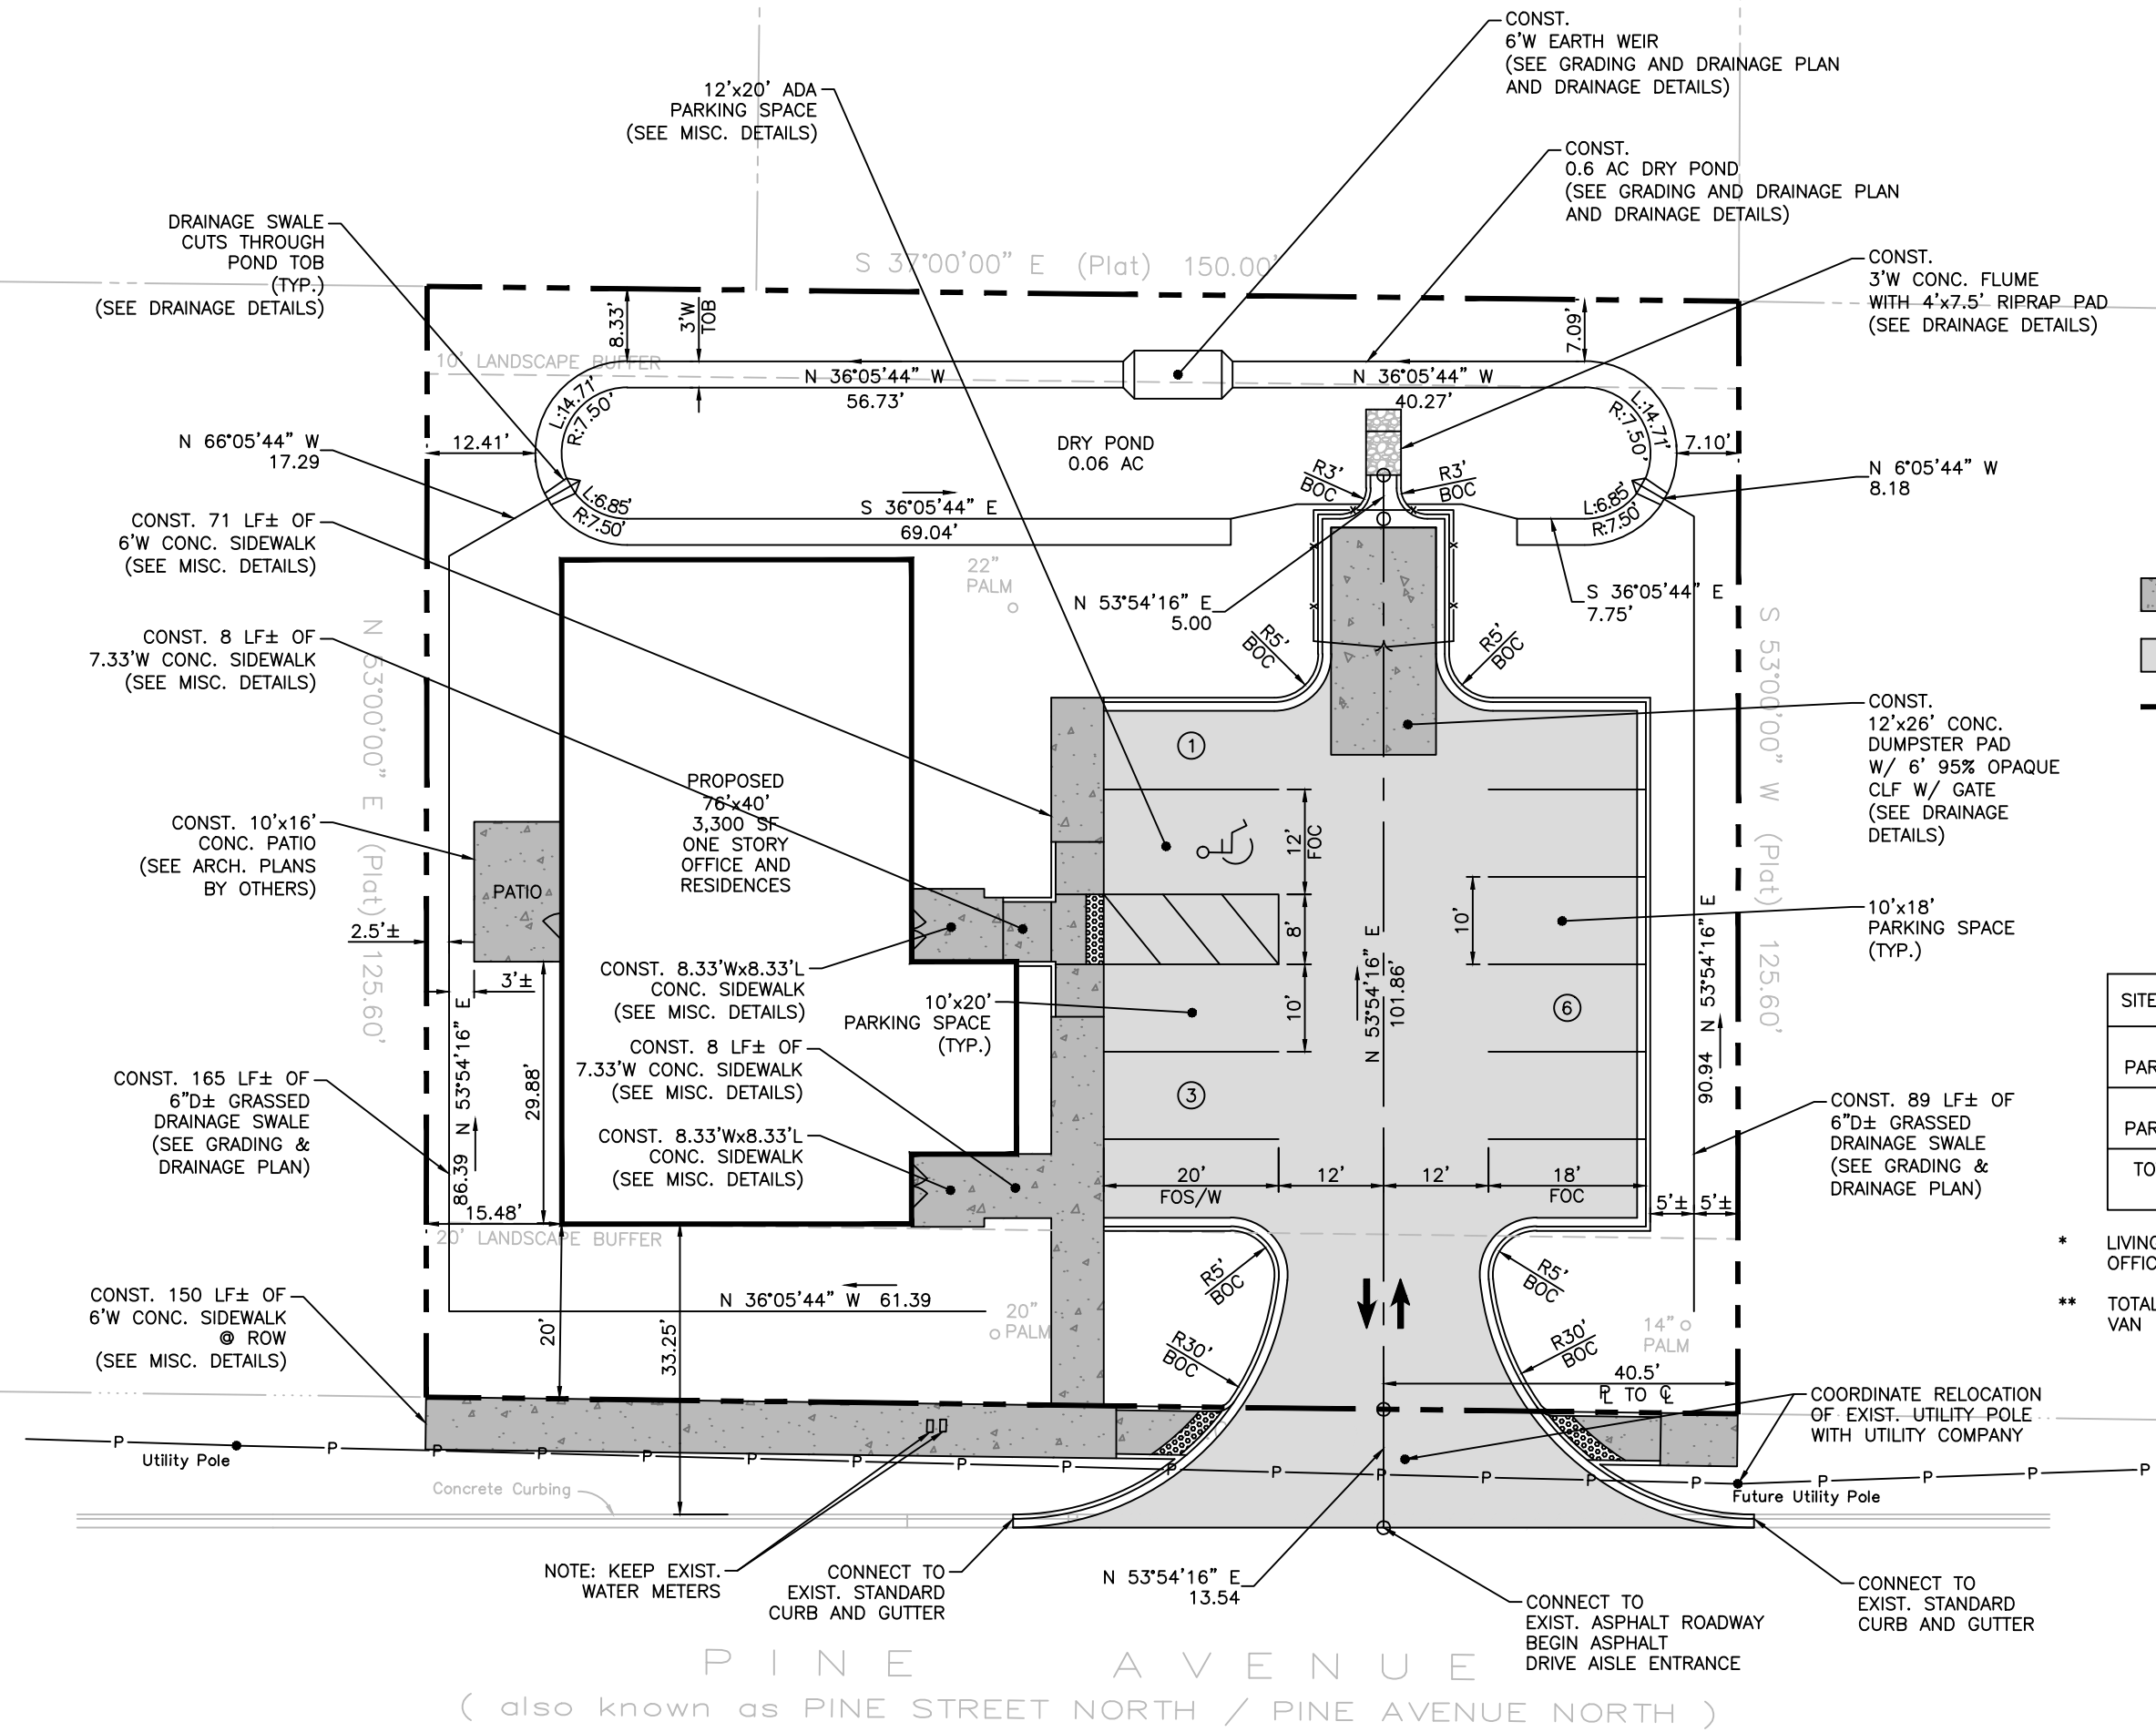 CONST.
6'W EARTH WEIR
(SEE GRADING AND DRAINAGE PLAN
AND DRAINAGE DETAILS)
12'x20' ADA
PARKING SPACE
(SEE MISC. DETAILS)
CONST.
0.6 AC DRY POND
(SEE GRADING AND DRAINAGE PLAN
AND DRAINAGE DETAILS)
DRAINAGE SWALE
CUTS THROUGH
POND TOB
(TYP.)
(SEE DRAINAGE DETAILS)
S 37°00'00" E (Plat) 150.00'
CONST.
3'W CONC. FLUME
WITH 4'x7.5' RIPRAP PAD
(SEE DRAINAGE DETAILS)
8.33'
3'W
TOB
7.09'
10' LANDSCAPE BUFFER
N 36°05'44" W
56.73'
N 36°05'44" W
40.27'
L:14.71'
R:7.50'
L:14.71'
R:7.50'
12.41'
7.10'
DRY POND
0.06 AC
N 66°05'44" W
17.29
R3'
BOC
R3'
BOC
N 6°05'44" W
8.18
L:6.85'
R:7.50'
S 36°05'44" E
69.04'
L:6.85'
R:7.50'
CONST. 71 LF± OF
6'W CONC. SIDEWALK
(SEE MISC. DETAILS)
22"
PALM
N 53°54'16" E
5.00
S 36°05'44" E
7.75'
R5'
BOC
R5'
BOC
CONST. 8 LF± OF
7.33'W CONC. SIDEWALK
(SEE MISC. DETAILS)
N 53°00'00" E (Plat) 125.60'
S 53°00'00" W (Plat) 125.60'
CONST.
12'x26' CONC.
DUMPSTER PAD
W/ 6' 95% OPAQUE
CLF W/ GATE
(SEE DRAINAGE
DETAILS)
1
PROPOSED
76'x40'
3,300 SF
ONE STORY
OFFICE AND
RESIDENCES
CONST. 10'x16'
CONC. PATIO
(SEE ARCH. PLANS
BY OTHERS)
PATIO
12'
FOC
8'
10'
10'
10'x18'
PARKING SPACE
(TYP.)
2.5'±
3'±
CONST. 8.33'Wx8.33'L
CONC. SIDEWALK
(SEE MISC. DETAILS)
10'x20'
PARKING SPACE
(TYP.)
N 53°54'16" E
101.86'
6
90.94 N 53°54'16" E
SITE
PAR
PAR
TO
CONST. 8 LF± OF
7.33'W CONC. SIDEWALK
(SEE MISC. DETAILS)
CONST. 165 LF± OF
6"D± GRASSED
DRAINAGE SWALE
(SEE GRADING &
DRAINAGE PLAN)
86.39 N 53°54'16" E
29.88'
3
CONST. 89 LF± OF
6"D± GRASSED
DRAINAGE SWALE
(SEE GRADING &
DRAINAGE PLAN)
CONST. 8.33'Wx8.33'L
CONC. SIDEWALK
(SEE MISC. DETAILS)
20'
FOS/W
12'
12'
18'
FOC
5'±
5'±
15.48'
20' LANDSCAPE BUFFER
* LIVING
OFFIC
** TOTAL
VAN
R5'
BOC
R5'
BOC
CONST. 150 LF± OF
6'W CONC. SIDEWALK
@ ROW
(SEE MISC. DETAILS)
N 36°05'44" W 61.39
20"
PALM
14"
PALM
20'
33.25'
R30'
BOC
R30'
BOC
40.5'
PL TO CL
COORDINATE RELOCATION
OF EXIST. UTILITY POLE
WITH UTILITY COMPANY
P P P P P P P P P P P P P P P P P P P
Utility Pole
Future Utility Pole
Concrete Curbing
NOTE: KEEP EXIST.
WATER METERS
CONNECT TO
EXIST. STANDARD
CURB AND GUTTER
N 53°54'16" E
13.54
CONNECT TO
EXIST. ASPHALT ROADWAY
BEGIN ASPHALT
DRIVE AISLE ENTRANCE
CONNECT TO
EXIST. STANDARD
CURB AND GUTTER
PINE AVENUE
( also known as PINE STREET NORTH / PINE AVENUE NORTH )